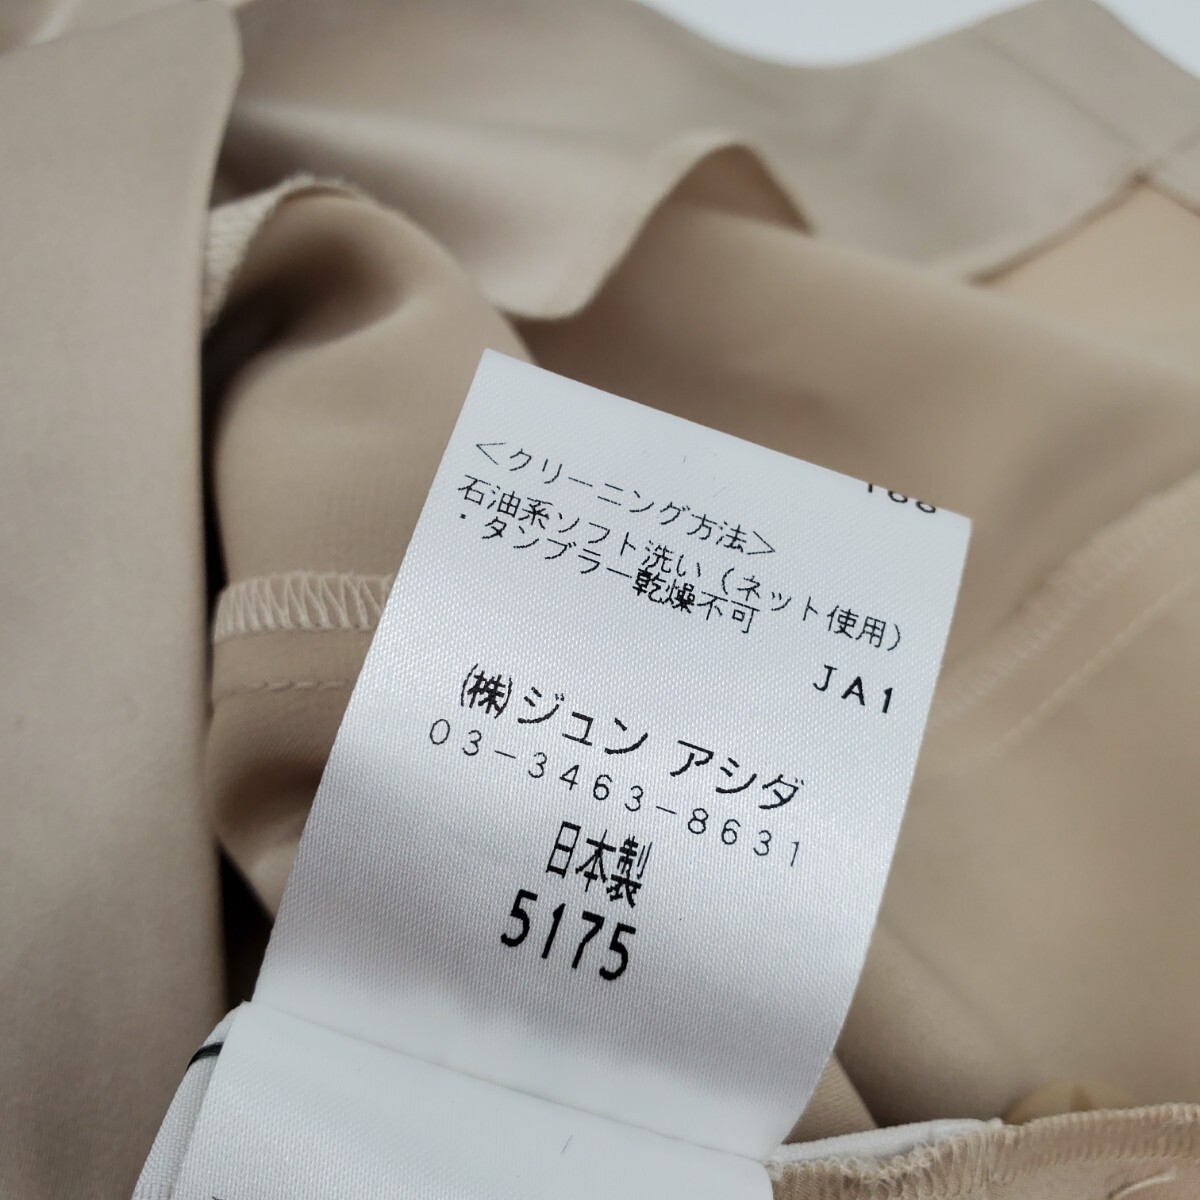 <クリーニング方法>
石油系ソフト洗い(ネット使用)
・タンブラー乾燥不可
JA1
(株)ジュン アシダ
03-3463-8631
日本製
5175